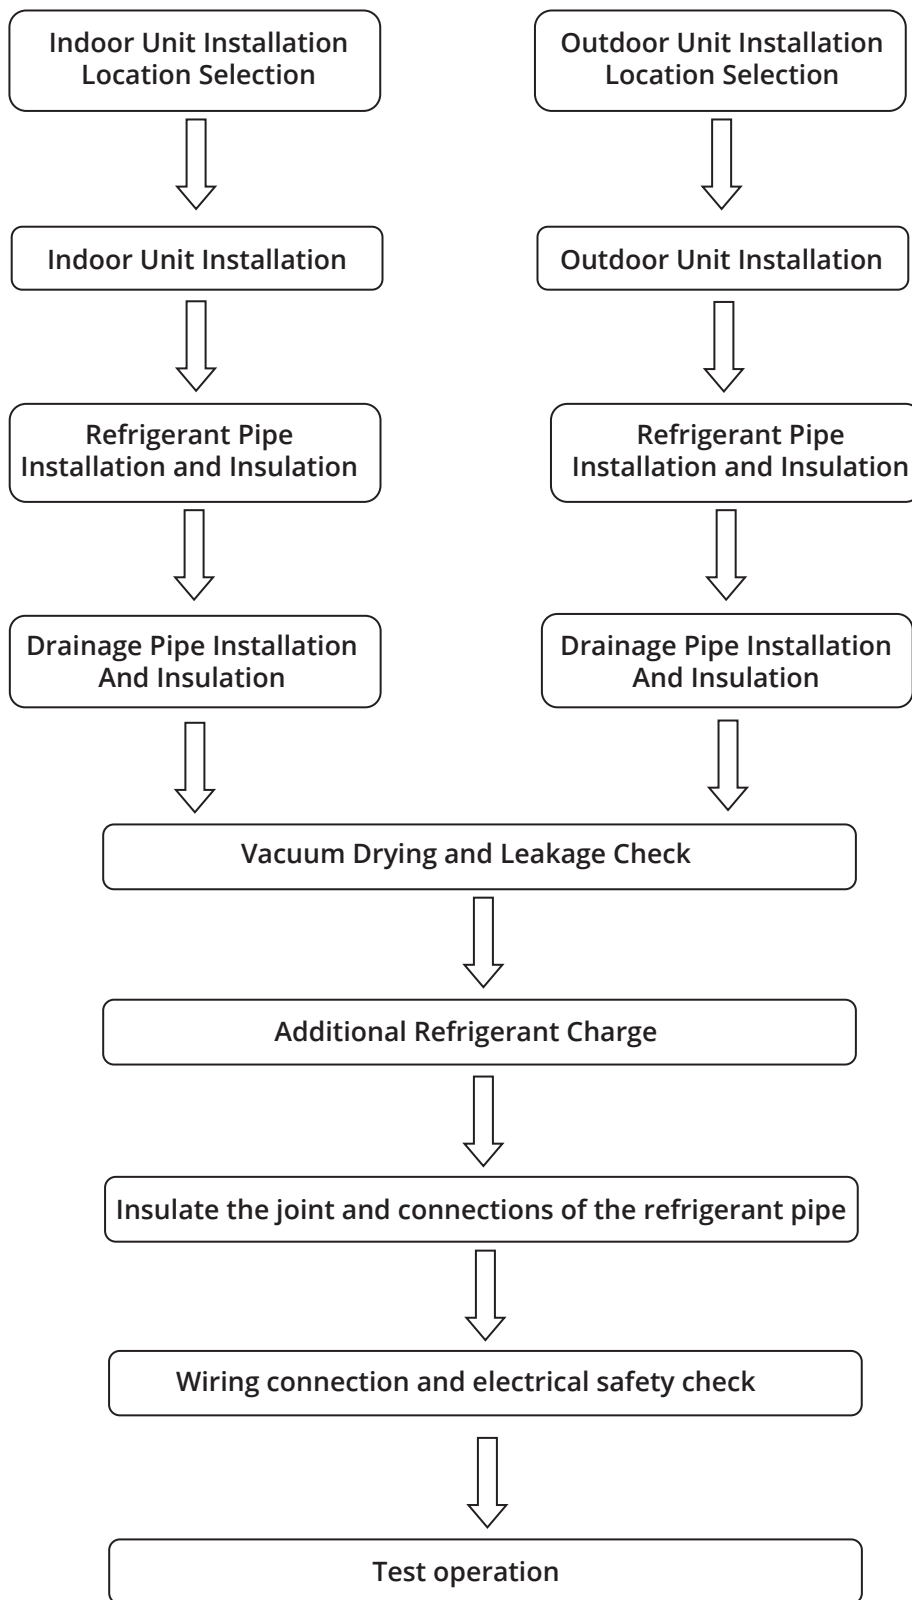 Indoor Unit Installation
Location Selection
Outdoor Unit Installation
Location Selection
Indoor Unit Installation
Outdoor Unit Installation
Refrigerant Pipe
Installation and Insulation
Refrigerant Pipe
Installation and Insulation
Drainage Pipe Installation
And Insulation
Drainage Pipe Installation
And Insulation
Vacuum Drying and Leakage Check
Additional Refrigerant Charge
Insulate the joint and connections of the refrigerant pipe
Wiring connection and electrical safety check
Test operation